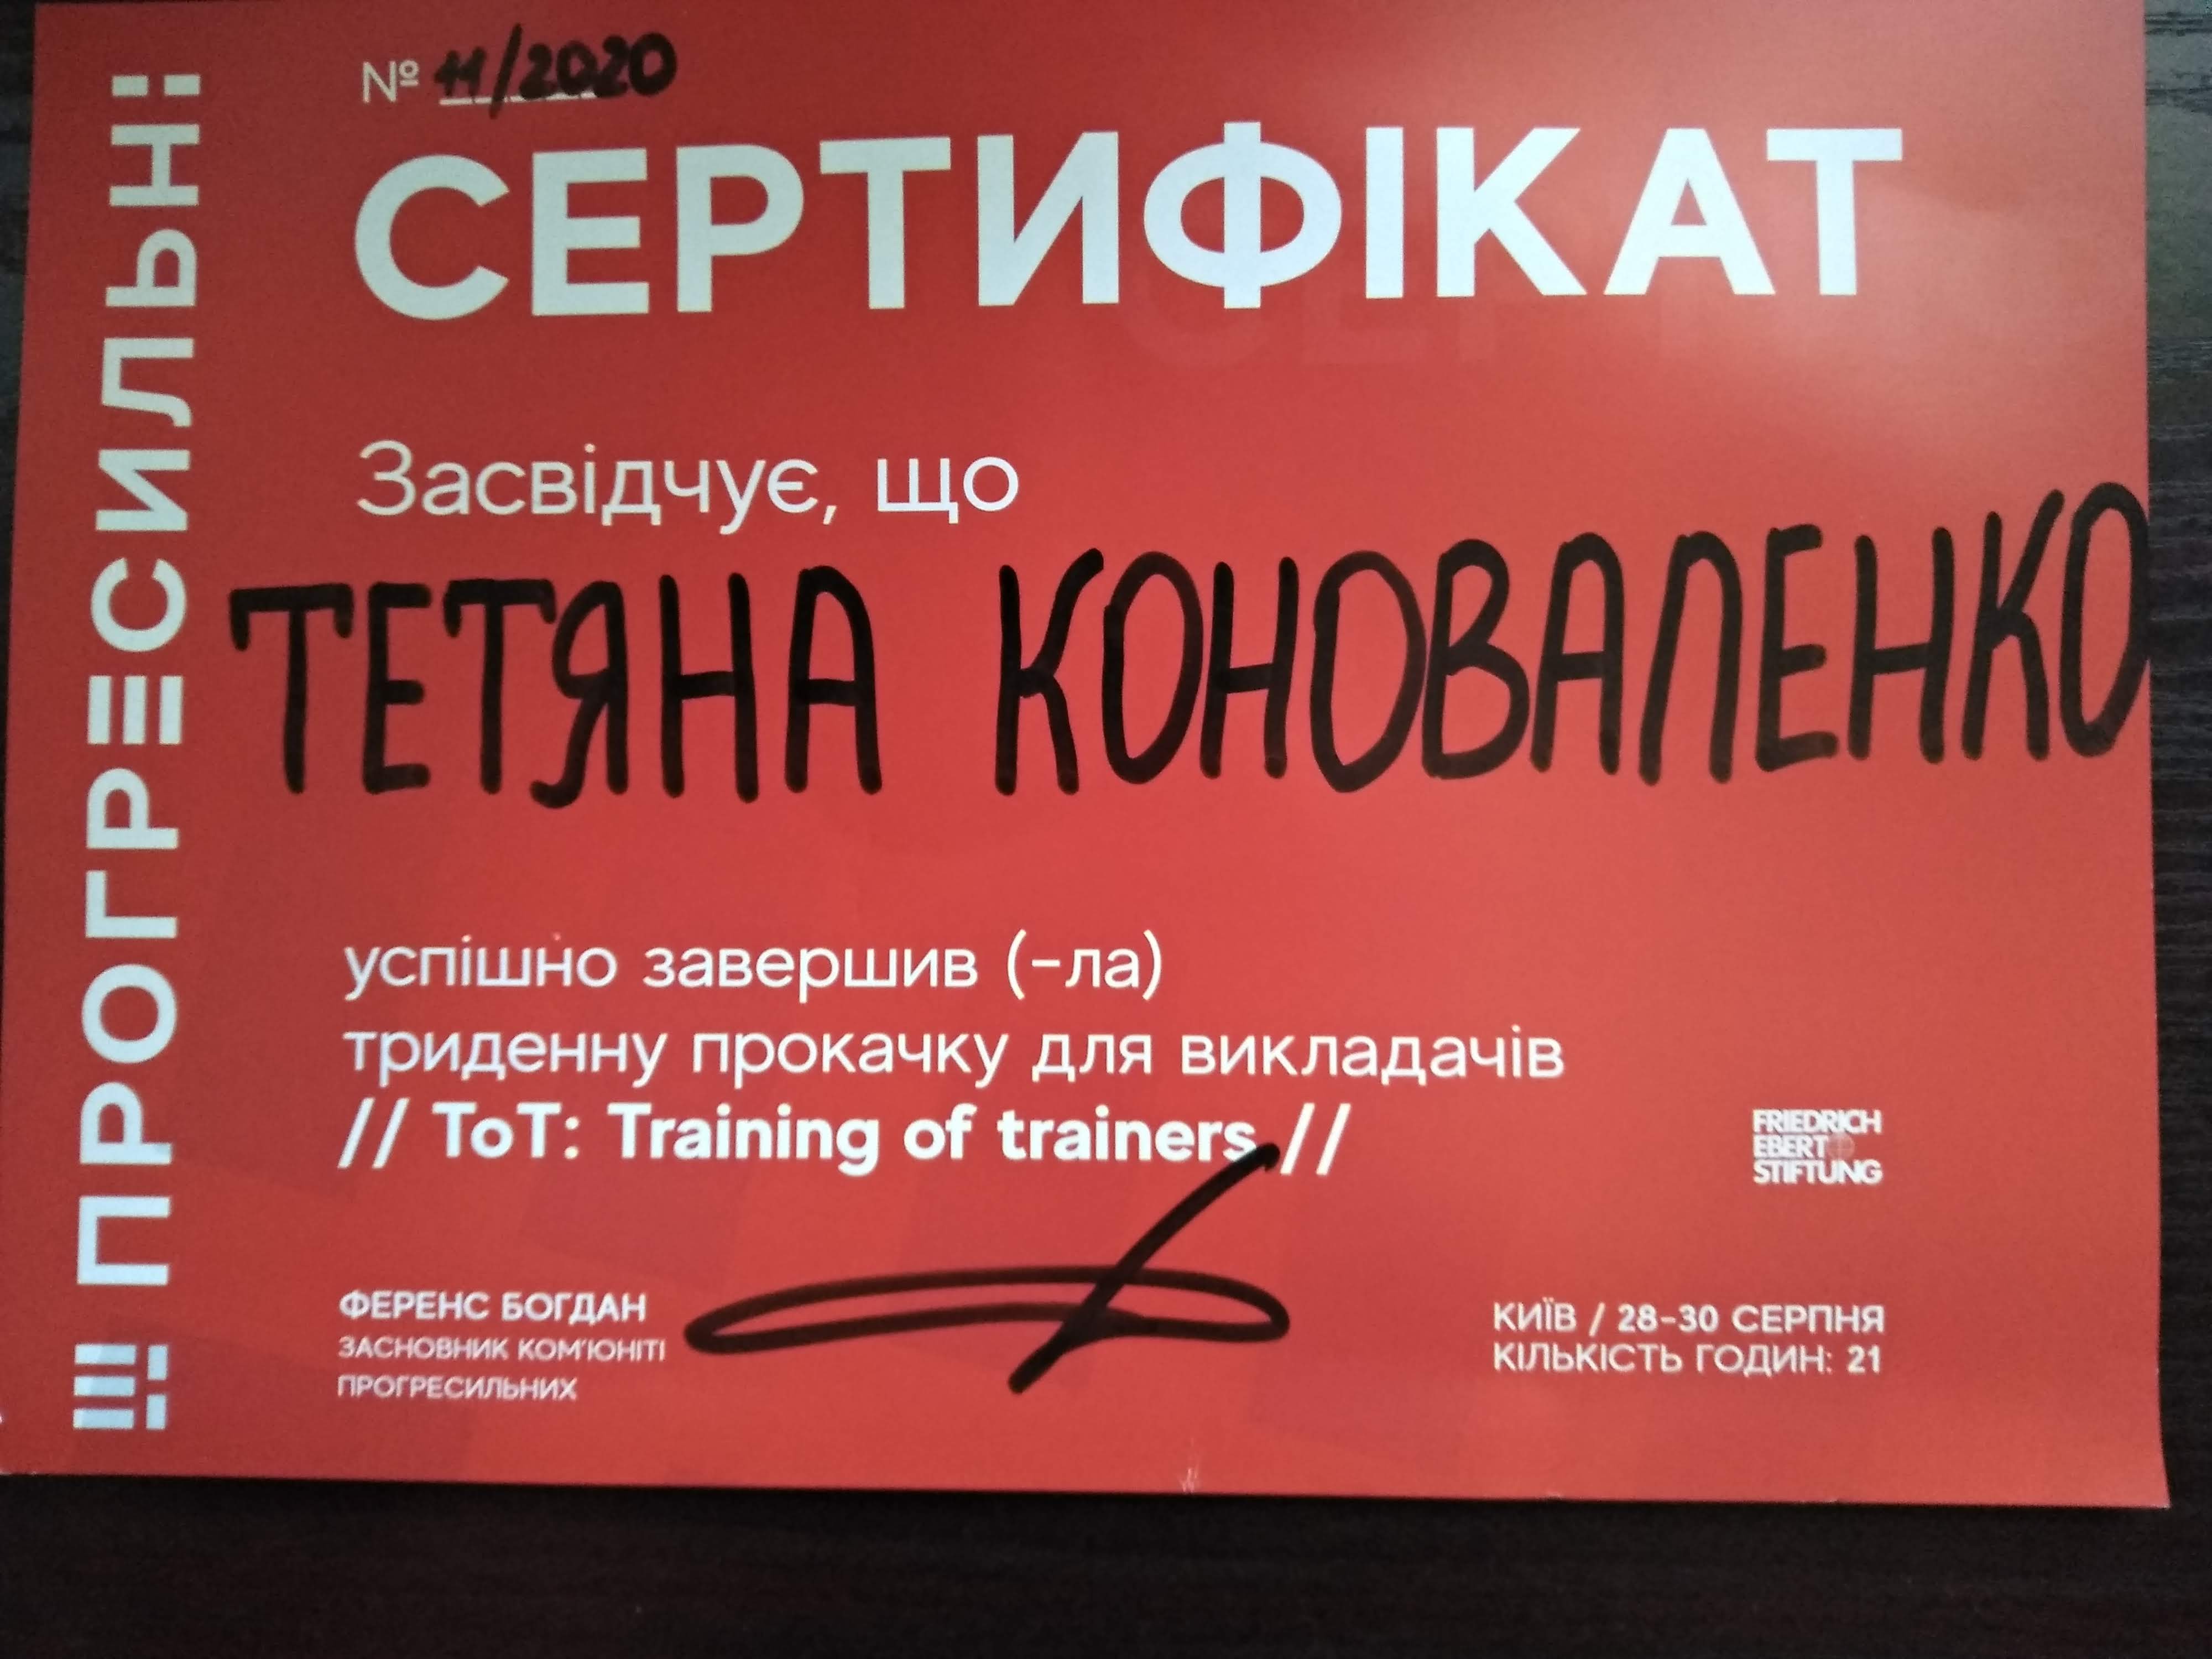 № 11/2020
СЕРТИФІКАТ
Засвідчує, що
ТЕТЯНА КОНОВАЛЕНКО
успішно завершив (-ла)
триденну прокачку для викладачів
// ToT: Training of trainers //
FRIEDRICH
EBERT
STIFTUNG
ФЕРЕНС БОГДАН
ЗАСНОВНИК КОМ'ЮНІТІ
ПРОГРЕСИЛЬНИХ
КИЇВ / 28-30 СЕРПНЯ
КІЛЬКІСТЬ ГОДИН: 21
ПРОГРЕСИЛЬНІ